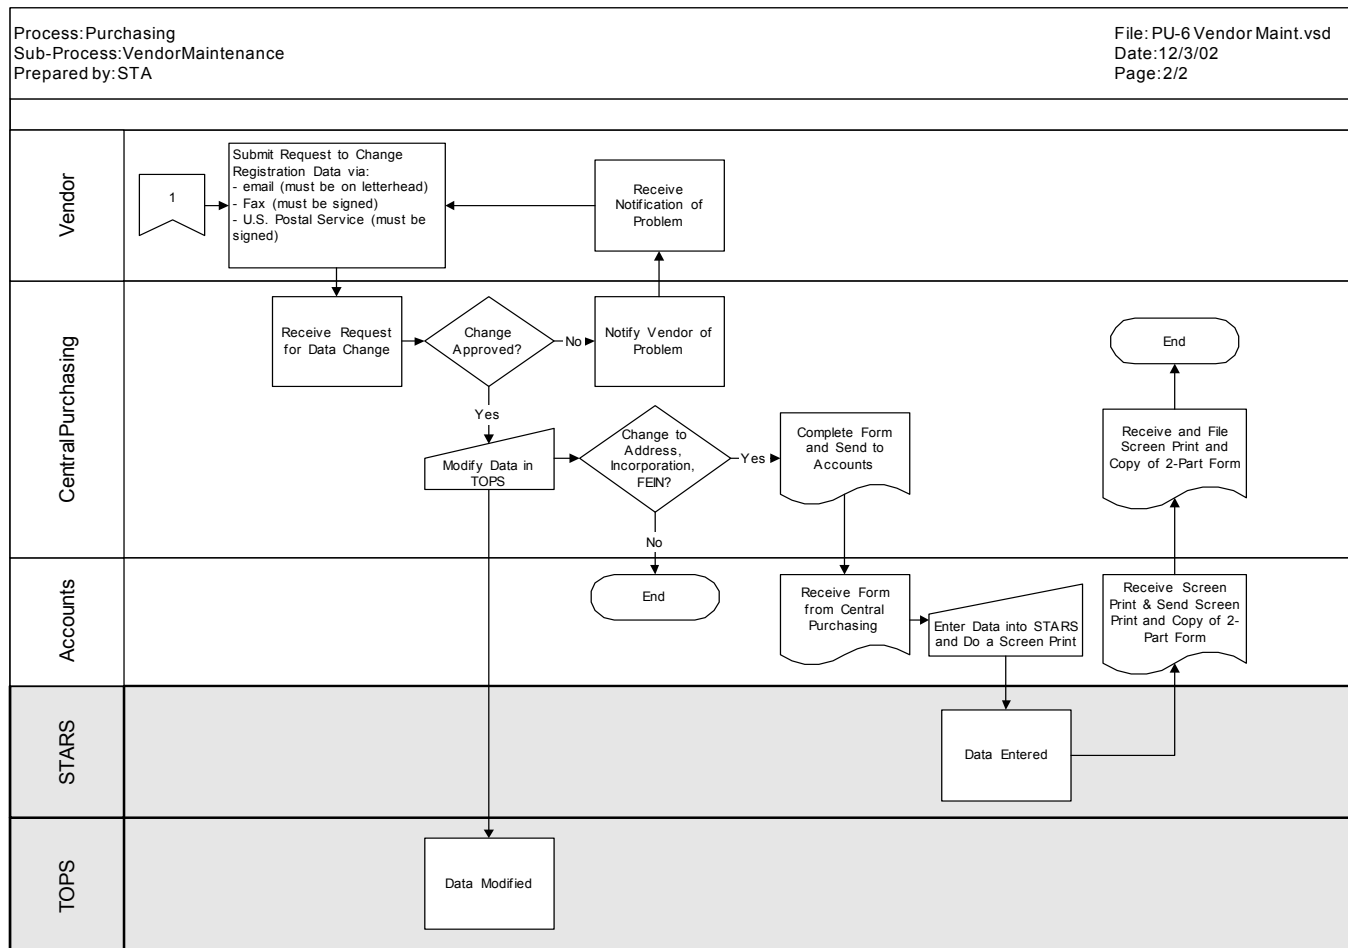 Process:Purchasing
Sub-Process:VendorMaintenance
Prepared by:STA
File: PU-6 Vendor Maint.vsd
Date:12/3/02
Page:2/2
Vendor
1
Submit Request to Change
Registration Data via:
- email (must be on letterhead)
- Fax (must be signed)
- U.S. Postal Service (must be
signed)
Receive
Notification of
Problem
Central Purchasing
Receive Request
for Data Change
Change
Approved?
No
Notify Vendor of
Problem
End
Yes
Modify Data in
TOPS
Change to
Address,
Incorporation,
FEIN?
Yes
Complete Form
and Send to
Accounts
Receive and File
Screen Print and
Copy of 2-Part Form
No
Accounts
End
Receive Form
from Central
Purchasing
Enter Data into STARS
and Do a Screen Print
Receive Screen
Print & Send Screen
Print and Copy of 2-
Part Form
STARS
Data Entered
TOPS
Data Modified